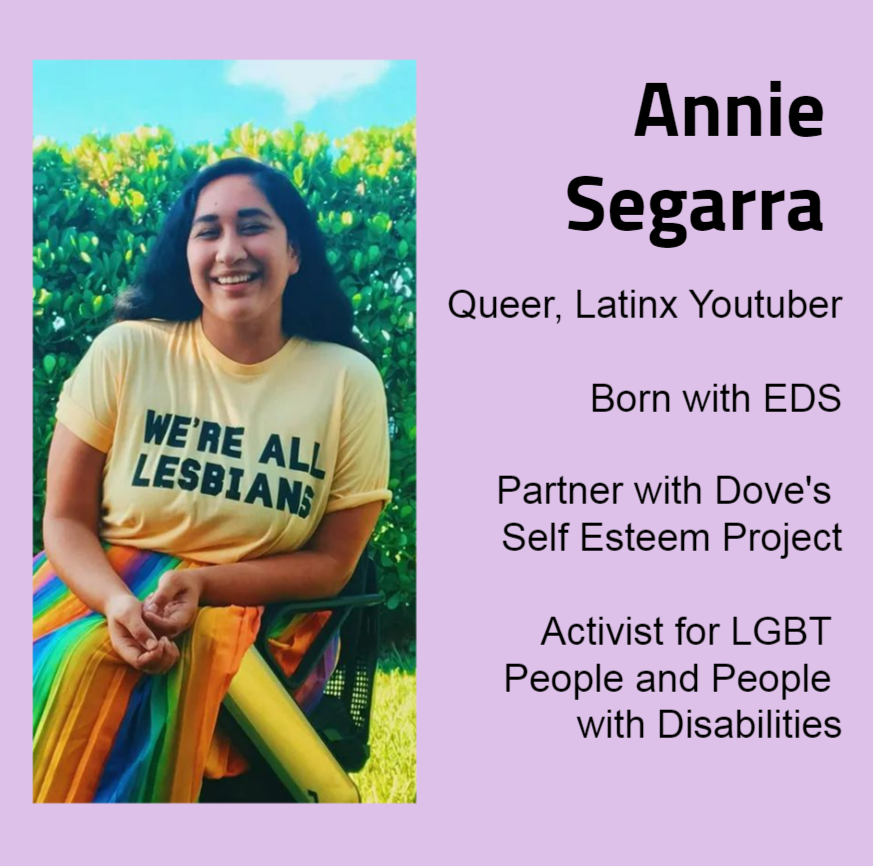 Annie
Segarra
Queer, Latinx Youtuber
Born with EDS
Partner with Dove's
Self Esteem Project
Activist for LGBT
People and People
with Disabilities
WE'RE ALL
LESBIANS